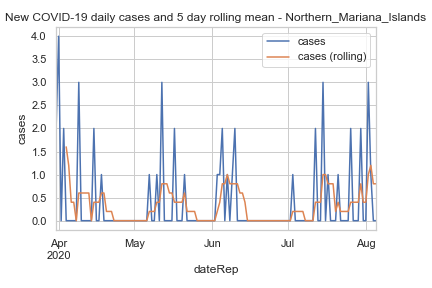 New COVID-19 daily cases and 5 day rolling mean - Northern_Mariana_Islands
cases
cases (rolling)
4.0
3.5
3.0
2.5
2.0
1.5
1.0
0.5
0.0
cases
Apr
2020
May
Jun
Jul
Aug
dateRep